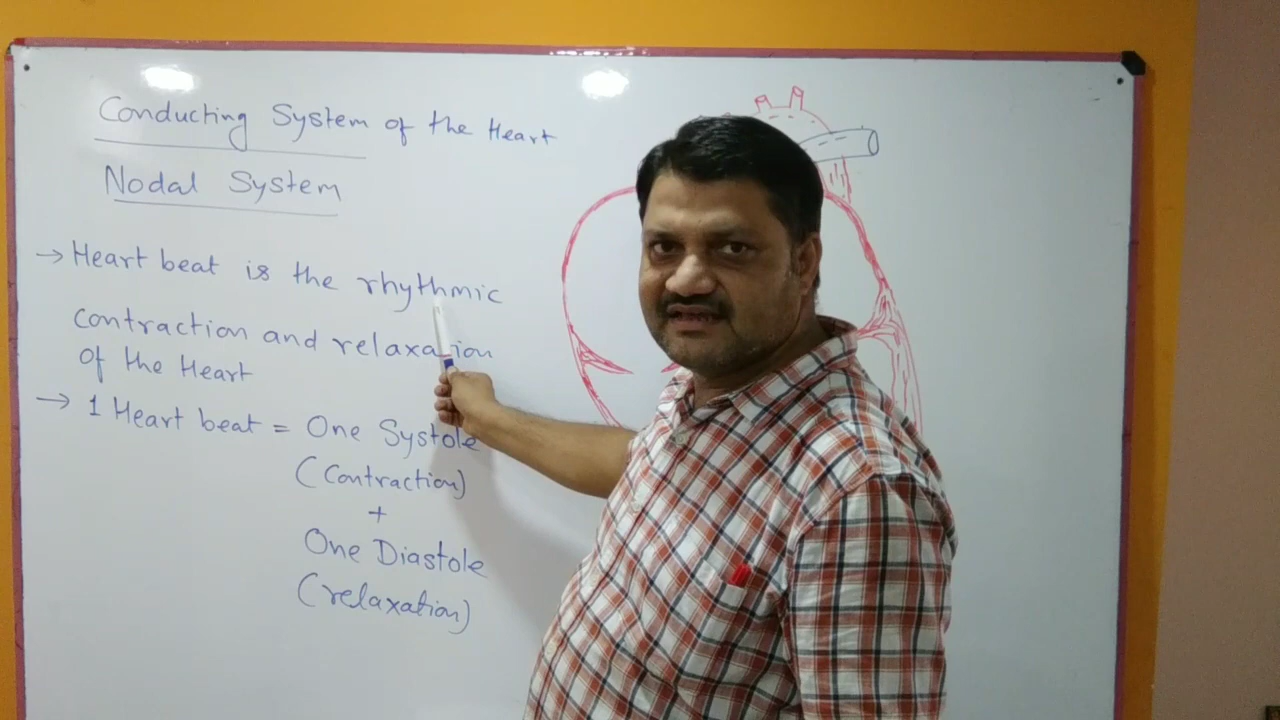 Conducting System of the Heart
Nodal System
→ Heart beat is the rhythmic
contraction and relaxation
of the Heart
→ 1 Heart beat = One Systole
(Contraction)
+
One Diastole
(relaxation)